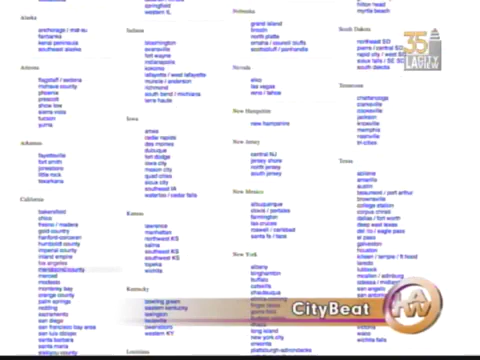 springfield
western IL
Alaska
anchorage / mat-su
fairbanks
kenai peninsula
southeast alaska
Arizona
flagstaff / sedona
mohave county
phoenix
prescott
show low
sierra vista
tucson
yuma
Arkansas
fayetteville
fort smith
jonesboro
little rock
texarkana
California
bakersfield
chico
fresno / madera
gold country
hanford-corcoran
humboldt county
imperial county
inland empire
los angeles
mendocino county
merced
modesto
monterey bay
orange county
palm springs
redding
sacramento
san diego
san francisco bay area
san luis obispo
santa barbara
santa maria
siskiyou county
Indiana
bloomington
evansville
fort wayne
indianapolis
kokomo
lafayette / west lafayette
muncie / anderson
richmond
south bend / michiana
terre haute
Iowa
ames
cedar rapids
des moines
dubuque
fort dodge
iowa city
mason city
quad cities
sioux city
southeast IA
waterloo / cedar falls
Kansas
lawrence
manhattan
northwest KS
salina
southeast KS
southwest KS
topeka
wichita
Kentucky
bowling green
eastern kentucky
lexington
louisville
owensboro
western KY
Louisiana
Nebraska
grand island
lincoln
north platte
omaha / council bluffs
scottsbluff / panhandle
Nevada
elko
las vegas
reno / tahoe
New Hampshire
new hampshire
New Jersey
central NJ
jersey shore
north jersey
south jersey
New Mexico
albuquerque
clovis / portales
farmington
las cruces
roswell / carlsbad
santa fe / taos
New York
albany
binghamton
buffalo
catskills
chautauqua
ithaca
long island
new york city
oneonta
plattsburgh-adirondacks
hilton head
myrtle beach
South Dakota
northeast SD
pierre / central SD
rapid city / west SD
sioux falls / SE SD
south dakota
Tennessee
chattanooga
clarksville
cookeville
jackson
knoxville
memphis
nashville
tri-cities
Texas
abilene
amarillo
austin
beaumont / port arthur
brownsville
college station
corpus christi
dallas / fort worth
deep east texas
del rio / eagle pass
el paso
galveston
houston
killeen / temple / ft hood
laredo
lubbock
mcallen / edinburg
odessa / midland
san angelo
waco
wichita falls
35
LA CITY
VIEW
CityBeat